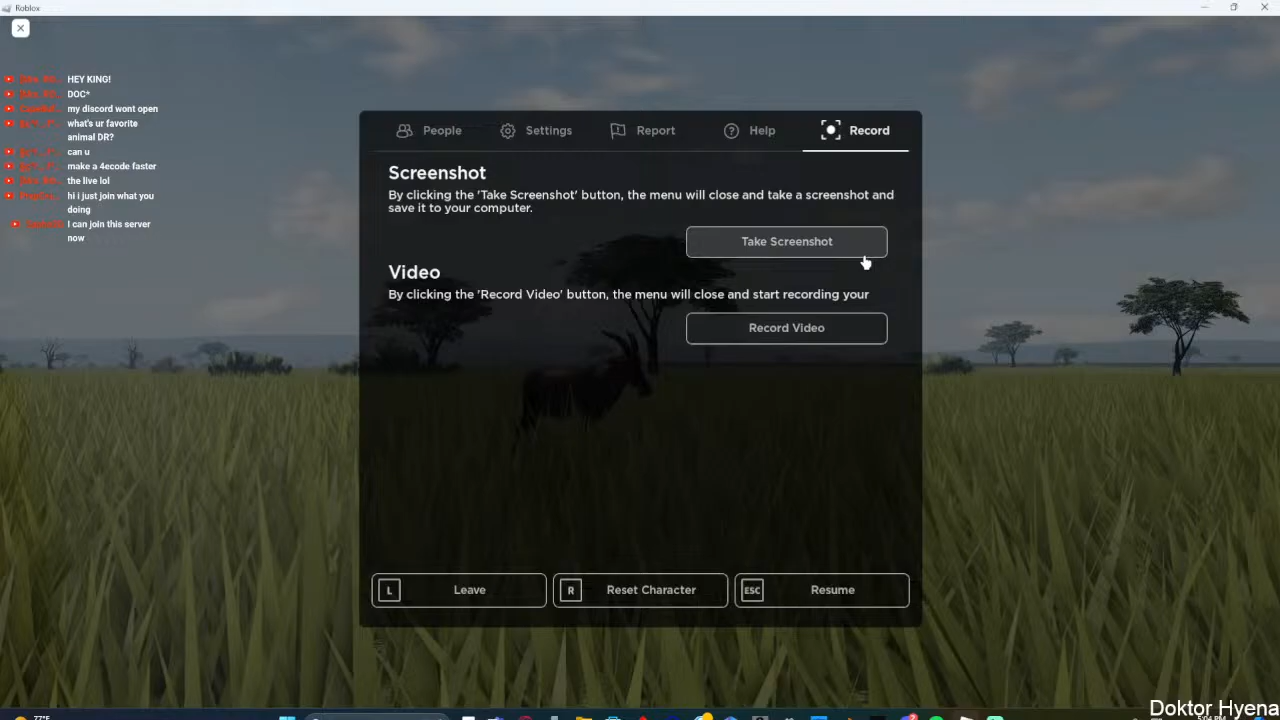 Roblox
HEY KING!
DOC*
my discord wont open
what's ur favorite
animal DR?
can u
make a 4ecode faster
the live lol
hi i just join what you
doing
I can join this server
now
People Settings Report Help Record
Screenshot
By clicking the 'Take Screenshot' button, the menu will close and take a screenshot and
save it to your computer.
Take Screenshot
Video
By clicking the 'Record Video' button, the menu will close and start recording your
Record Video
L Leave R Reset Character ESC Resume
Doktor Hyena
77°F
5:04 PM